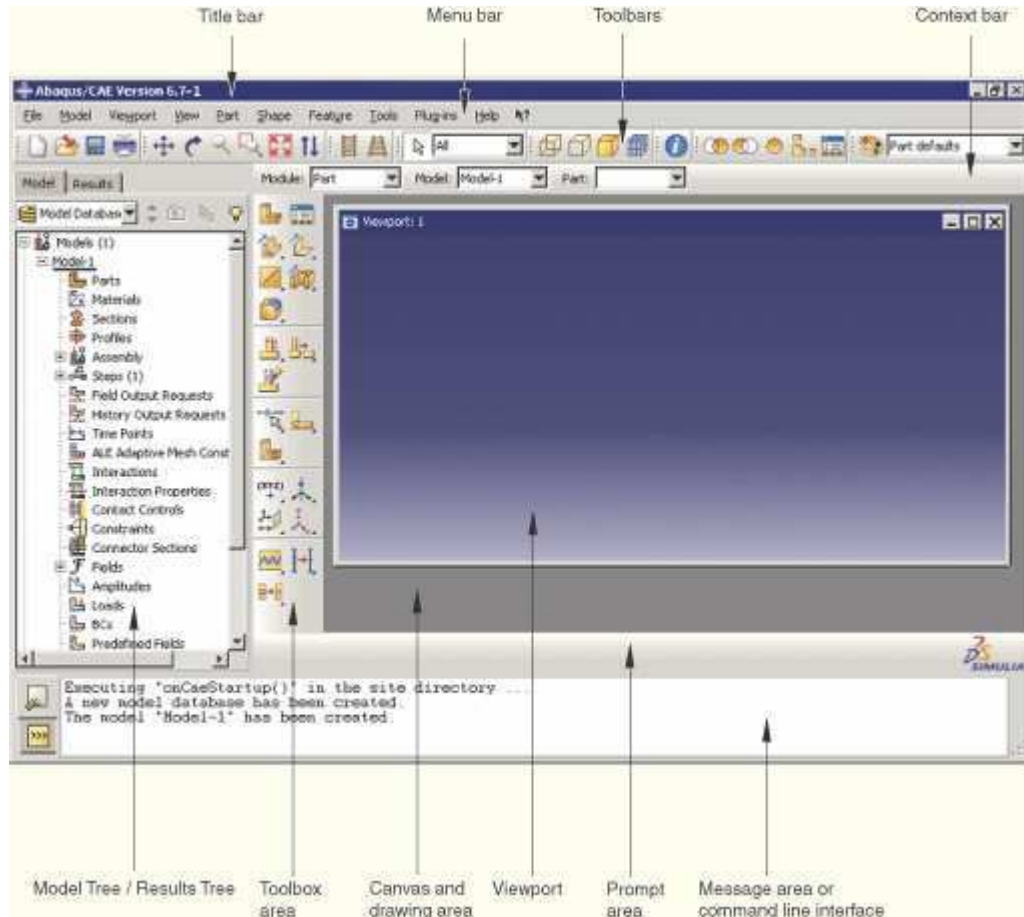 Title bar Menu bar Toolbars Context bar
Abaqus/CAE Version 6.7-1
File Model Viewport View Part Shape Feature Tools Plug-ins Help
All Part defaults
Model Results Module: Part Model: Model-1 Part:
Model Databas
Viewport: 1
Models (1)
Model-1
Parts
Materials
Sections
Profiles
Assembly
Steps (1)
Field Output Requests
History Output Requests
Time Points
ALE Adaptive Mesh Const
Interactions
Interaction Properties
Contact Controls
Constraints
Connector Sections
Fields
Amplitudes
Loads
BCs
Predefined Fields
SIMULIA
Executing "onCaeStartup()" in the site directory ...
A new model database has been created.
The model "Model-1" has been created.
>>>
Model Tree / Results Tree Toolbox area Canvas and drawing area Viewport Prompt area Message area or command line interface